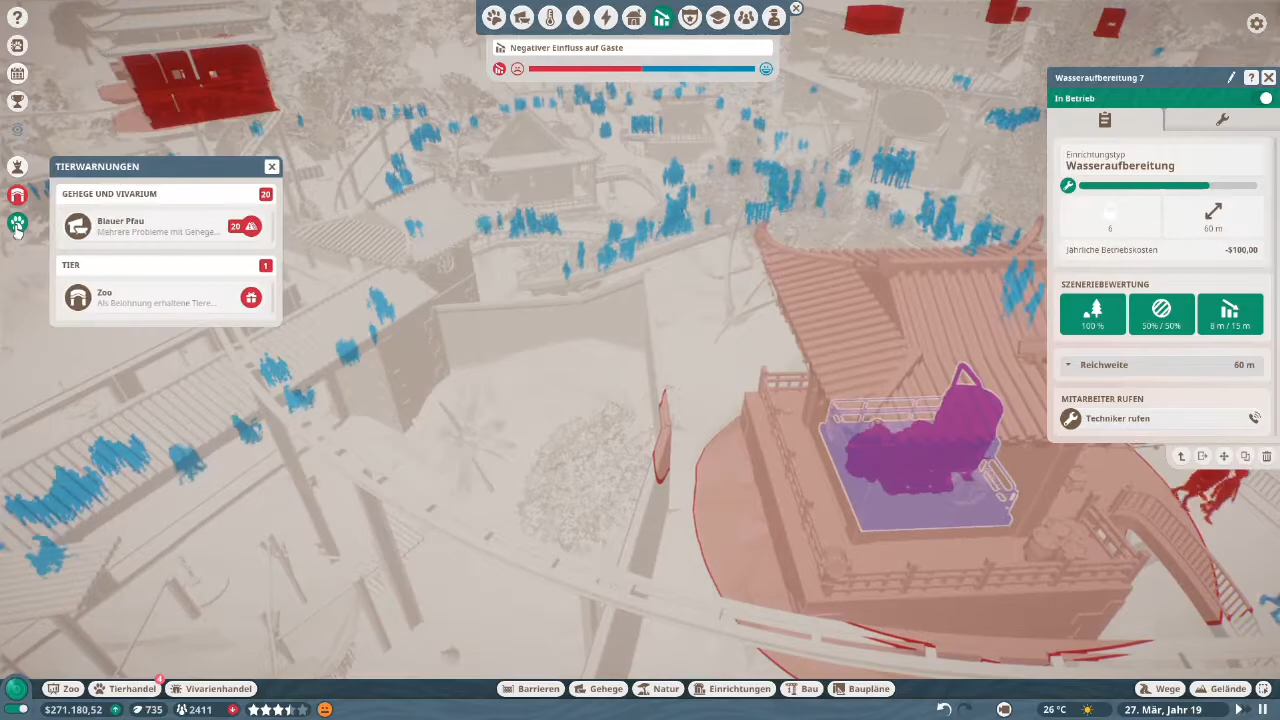 Negativer Einfluss auf Gäste
TIERWARNUNGEN
GEHEGE UND VIVARIUM 20
Blauer Pfau
Mehrere Probleme mit Gehege... 20
TIER 1
Zoo
Als Belohnung erhaltene Tiere...
Wasseraufbereitung 7
In Betrieb
Einrichtungstyp
Wasseraufbereitung
6 60 m
Jährliche Betriebskosten -$100,00
SZENERIEBEWERTUNG
100 % 50% / 50% 8 m / 15 m
Reichweite 60 m
MITARBEITER RUFEN
Techniker rufen
Zoo Tierhandel 4 Vivarienhandel Barrieren Gehege Natur Einrichtungen Bau Baupläne Wege Gelände
$271.180,52 735 2411 26 °C 27. Mär, Jahr 19